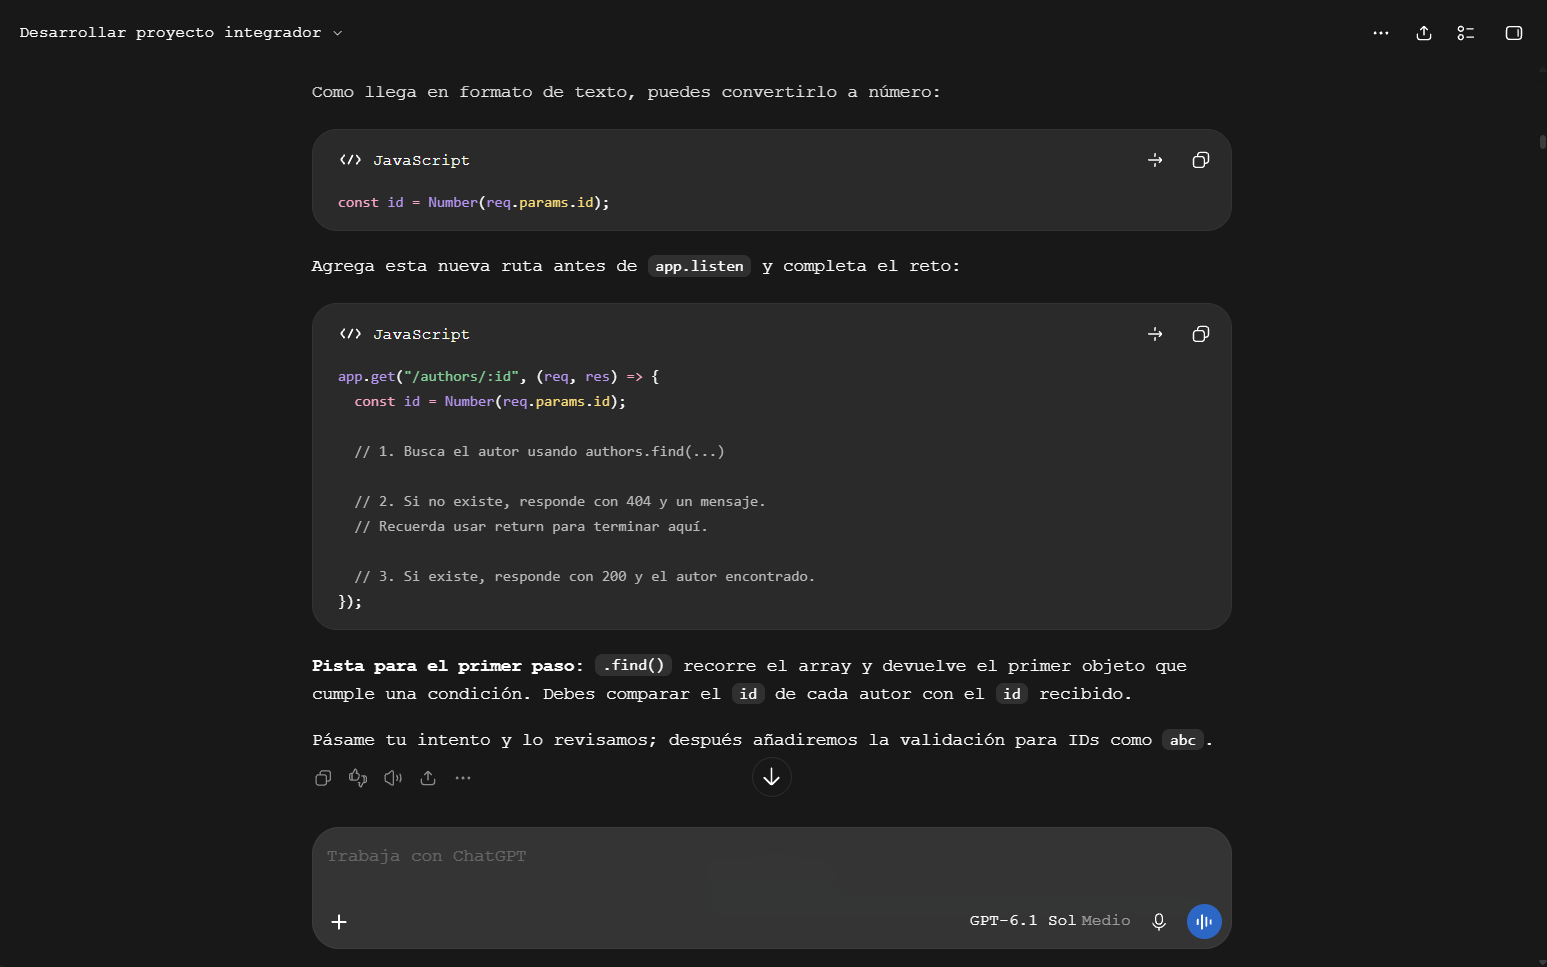 Desarrollar proyecto integrador
Como llega en formato de texto, puedes convertirlo a número:
JavaScript
const id = Number(req.params.id);
Agrega esta nueva ruta antes de app.listen y completa el reto:
JavaScript
app.get("/authors/:id", (req, res) => {
  const id = Number(req.params.id);
  // 1. Busca el autor usando authors.find(...)
  // 2. Si no existe, responde con 404 y un mensaje.
  // Recuerda usar return para terminar aquí.
  // 3. Si existe, responde con 200 y el autor encontrado.
});
Pista para el primer paso: .find() recorre el array y devuelve el primer objeto que
cumple una condición. Debes comparar el id de cada autor con el id recibido.
Pásame tu intento y lo revisamos; después añadiremos la validación para IDs como abc.
Trabaja con ChatGPT
GPT-6.1 Sol Medio